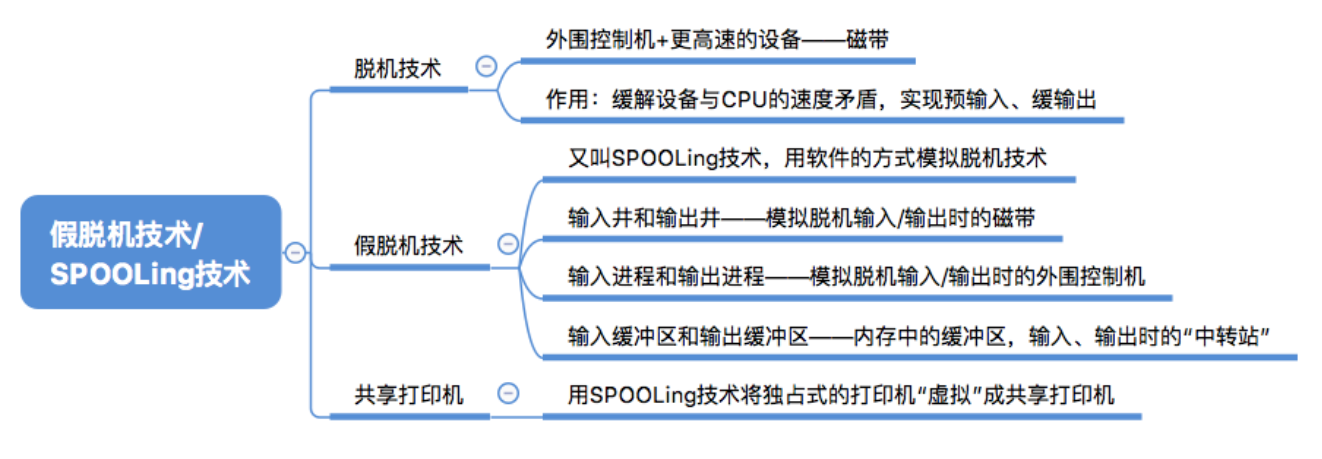 假脱机技术/
SPOOLing技术
脱机技术
外围控制机+更高速的设备——磁带
作用：缓解设备与CPU的速度矛盾，实现预输入、缓输出
假脱机技术
又叫SPOOLing技术，用软件的方式模拟脱机技术
输入井和输出井——模拟脱机输入/输出时的磁带
输入进程和输出进程——模拟脱机输入/输出时的外围控制机
输入缓冲区和输出缓冲区——内存中的缓冲区，输入、输出时的“中转站”
共享打印机
用SPOOLing技术将独占式的打印机“虚拟”成共享打印机